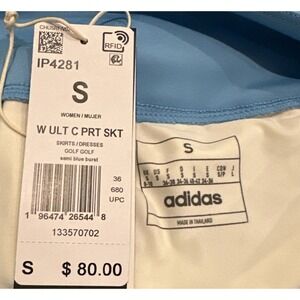 RFID
IP4281
S
WOMEN / MUJER
W ULT C PRT SKT
SKIRTS / DRESSES
GOLF GOLF
semi blue burst
36
680
UPC
1 96474 26544 8
133570702
S $ 80.00
S
adidas
MADE IN THAILAND